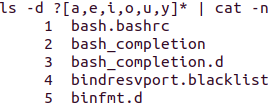 ls -d ?[a,e,i,o,u,y]* | cat -n
1 bash.bashrc
2 bash_completion
3 bash_completion.d
4 bindresvport.blacklist
5 binfmt.d